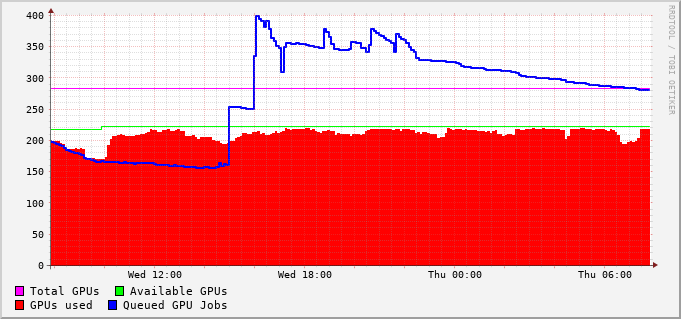 RRDTOOL / TOBI OETIKER
400
350
300
250
200
150
100
50
0
Wed 12:00 Wed 18:00 Thu 00:00 Thu 06:00
Total GPUs Available GPUs
GPUs used Queued GPU Jobs